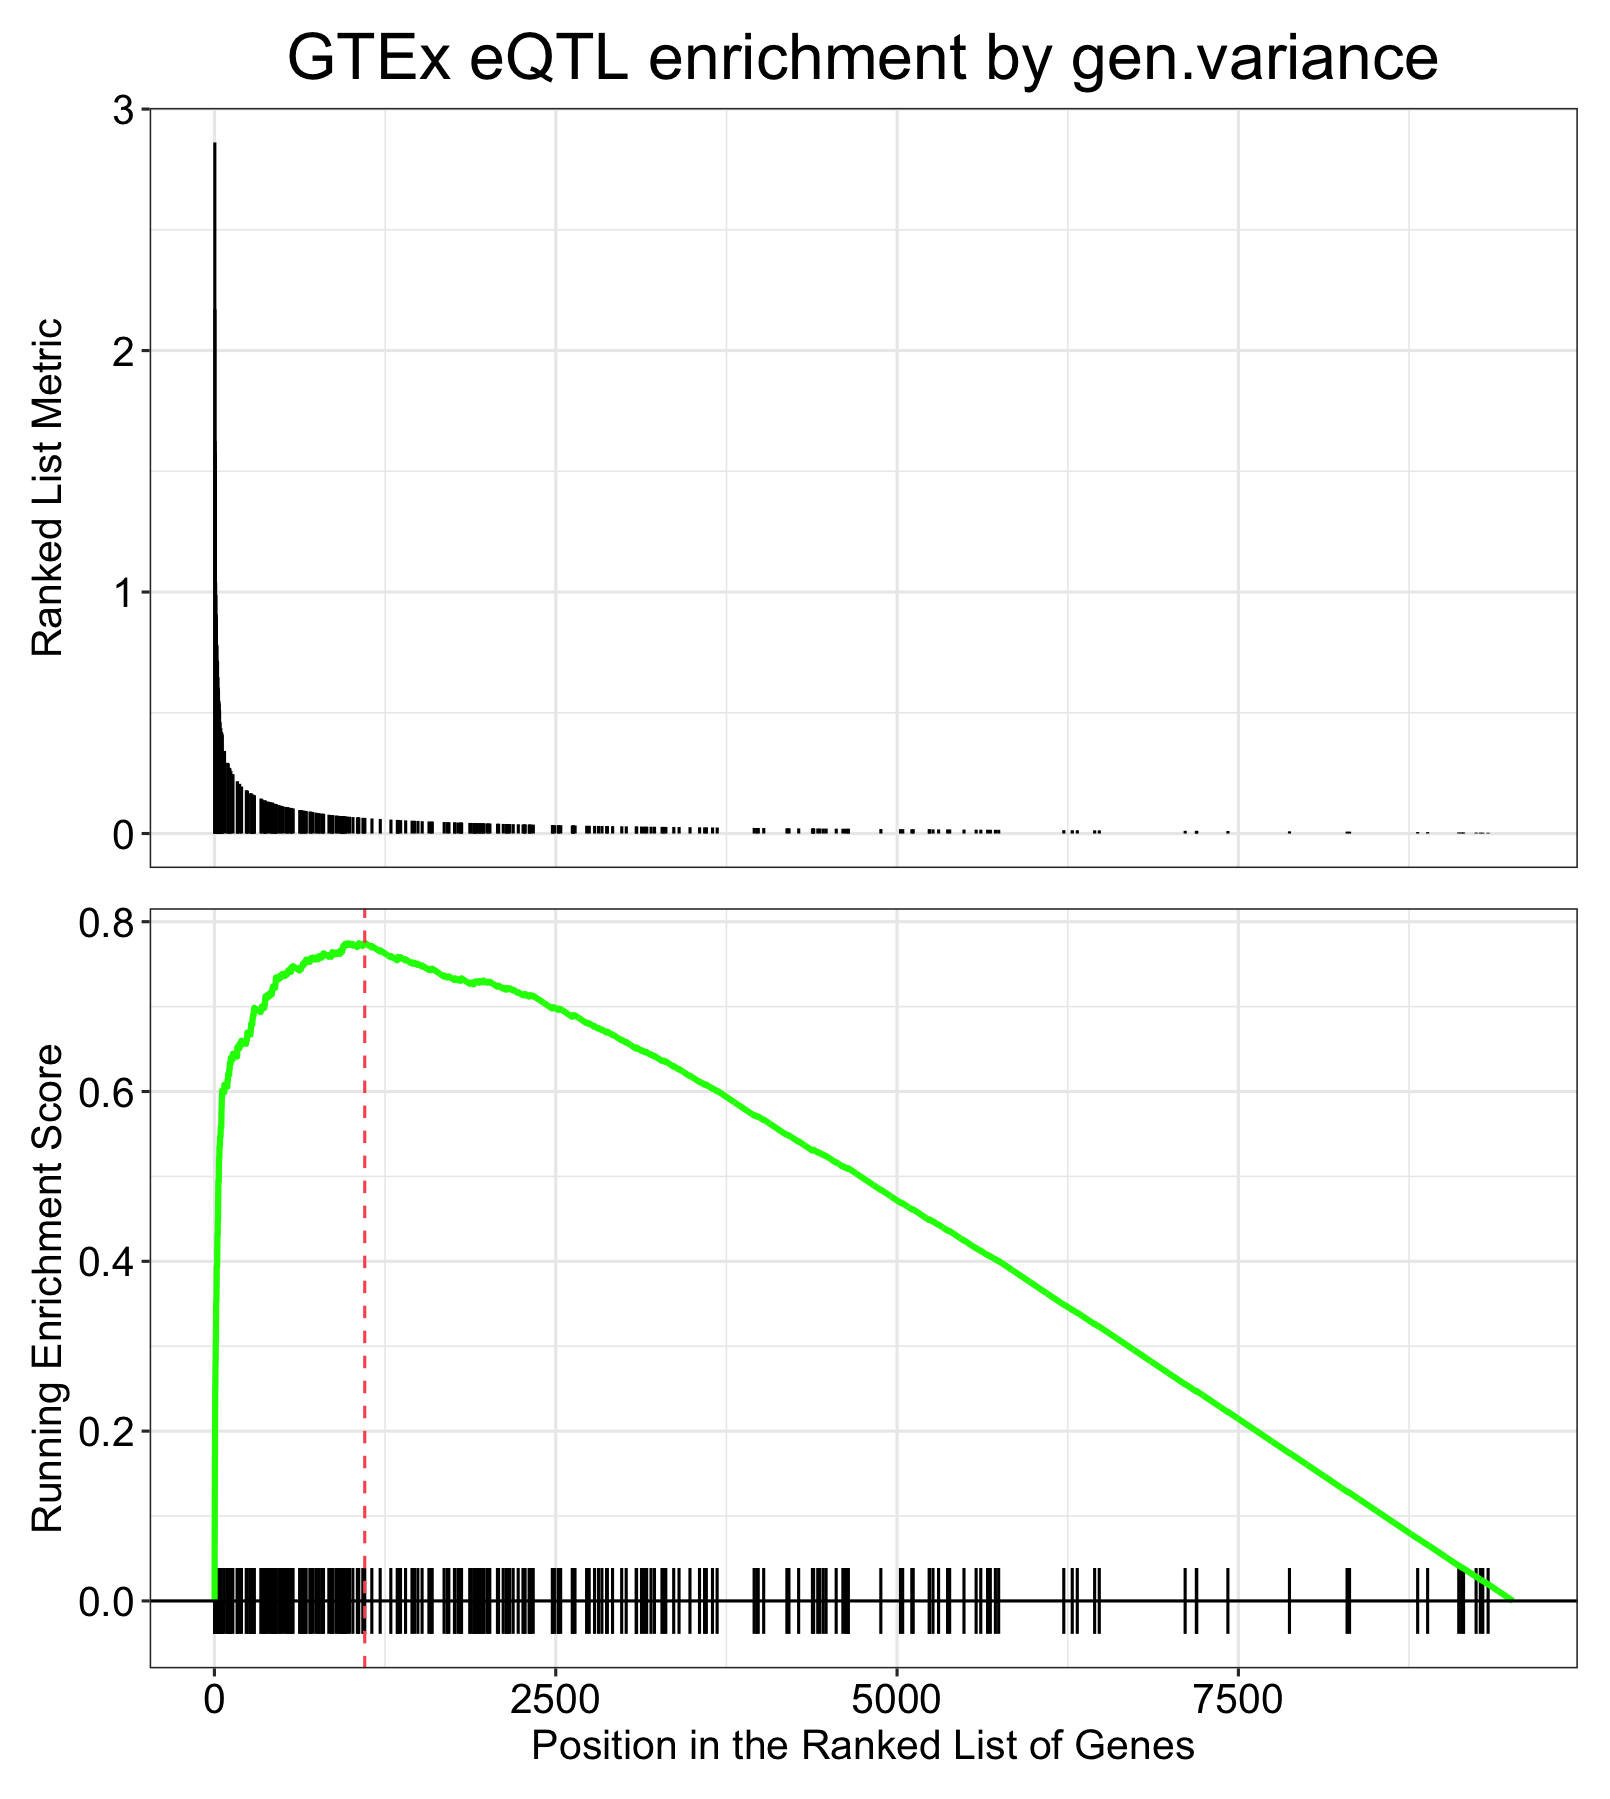 GTEx eQTL enrichment by gen.variance
Ranked List Metric
3
2
1
0
Running Enrichment Score
0.8
0.6
0.4
0.2
0.0
0 2500 5000 7500
Position in the Ranked List of Genes